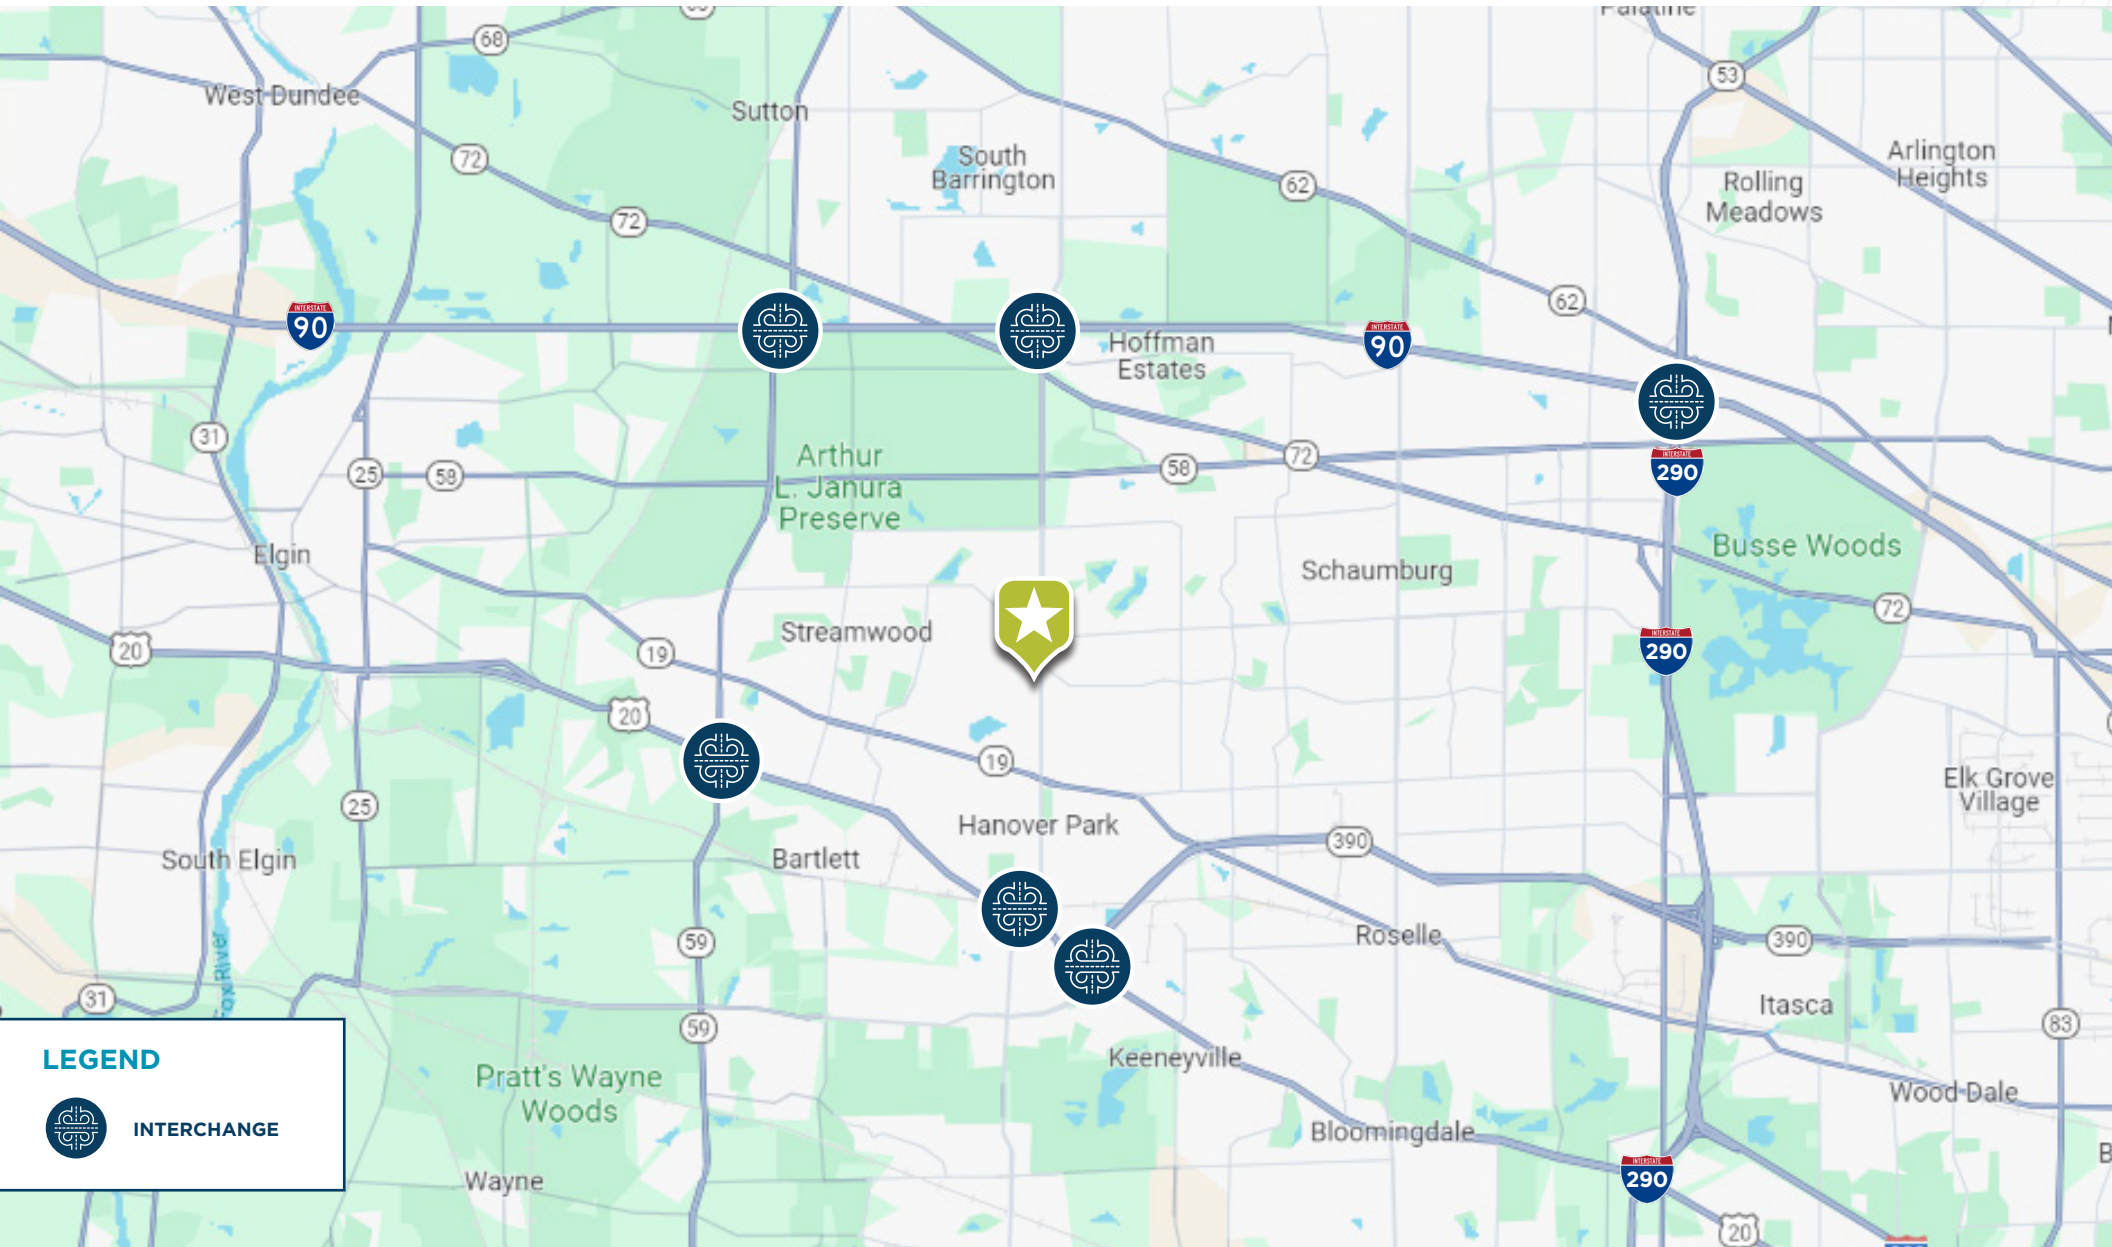 Palatine
68
53
West Dundee
Sutton
72
South
Barrington
Arlington
Heights
62
Rolling
Meadows
72
62
INTERSTATE
90
INTERSTATE
90
Hoffman
Estates
31
Arthur
L. Janura
Preserve
25
58
58
72
INTERSTATE
290
Elgin
Schaumburg
Busse Woods
72
Streamwood
20
19
INTERSTATE
290
20
19
Elk Grove
Village
25
Hanover Park
390
South Elgin
Bartlett
59
Roselle
390
Fox River
31
Itasca
59
83
LEGEND
INTERCHANGE
Keeneyville
Pratt's Wayne
Woods
Wood Dale
Bloomingdale
Wayne
INTERSTATE
290
20